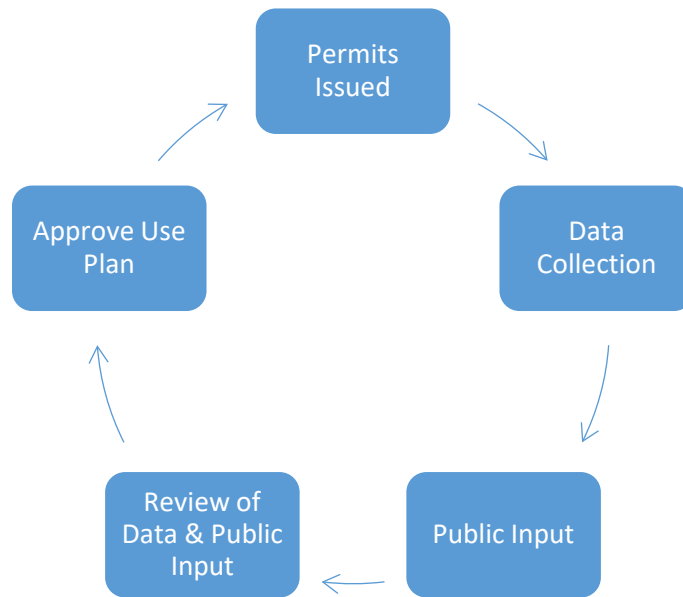 Permits
Issued
Data
Collection
Public Input
Review of
Data & Public
Input
Approve Use
Plan